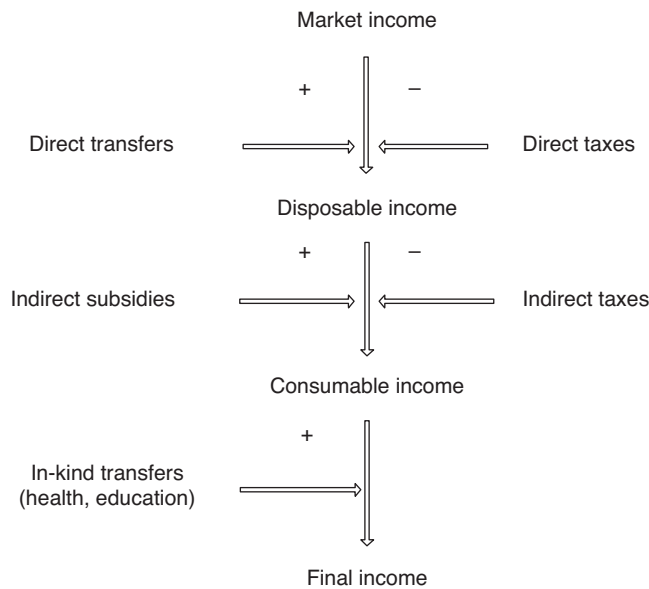 Market income
+ −
Direct transfers Direct taxes
Disposable income
+ −
Indirect subsidies Indirect taxes
Consumable income
+
In-kind transfers
(health, education)
Final income